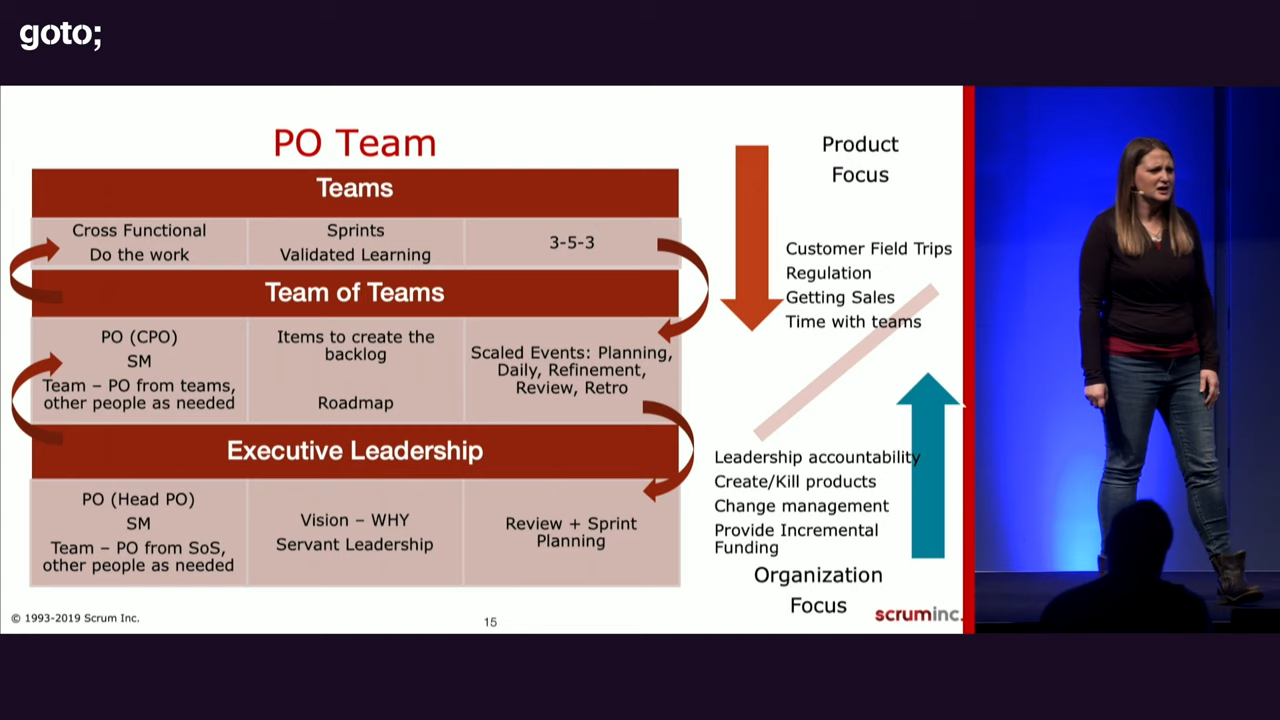 goto;
PO Team
Teams
Cross Functional
Do the work
Sprints
Validated Learning
3-5-3
Team of Teams
PO (CPO)
SM
Team – PO from teams,
other people as needed
Items to create the
backlog
Roadmap
Scaled Events: Planning,
Daily, Refinement,
Review, Retro
Executive Leadership
PO (Head PO)
SM
Team – PO from SoS,
other people as needed
Vision – WHY
Servant Leadership
Review + Sprint
Planning
Product
Focus
Customer Field Trips
Regulation
Getting Sales
Time with teams
Leadership accountability
Create/Kill products
Change management
Provide Incremental
Funding
Organization
Focus
© 1993-2019 Scrum Inc.
15
scruminc.